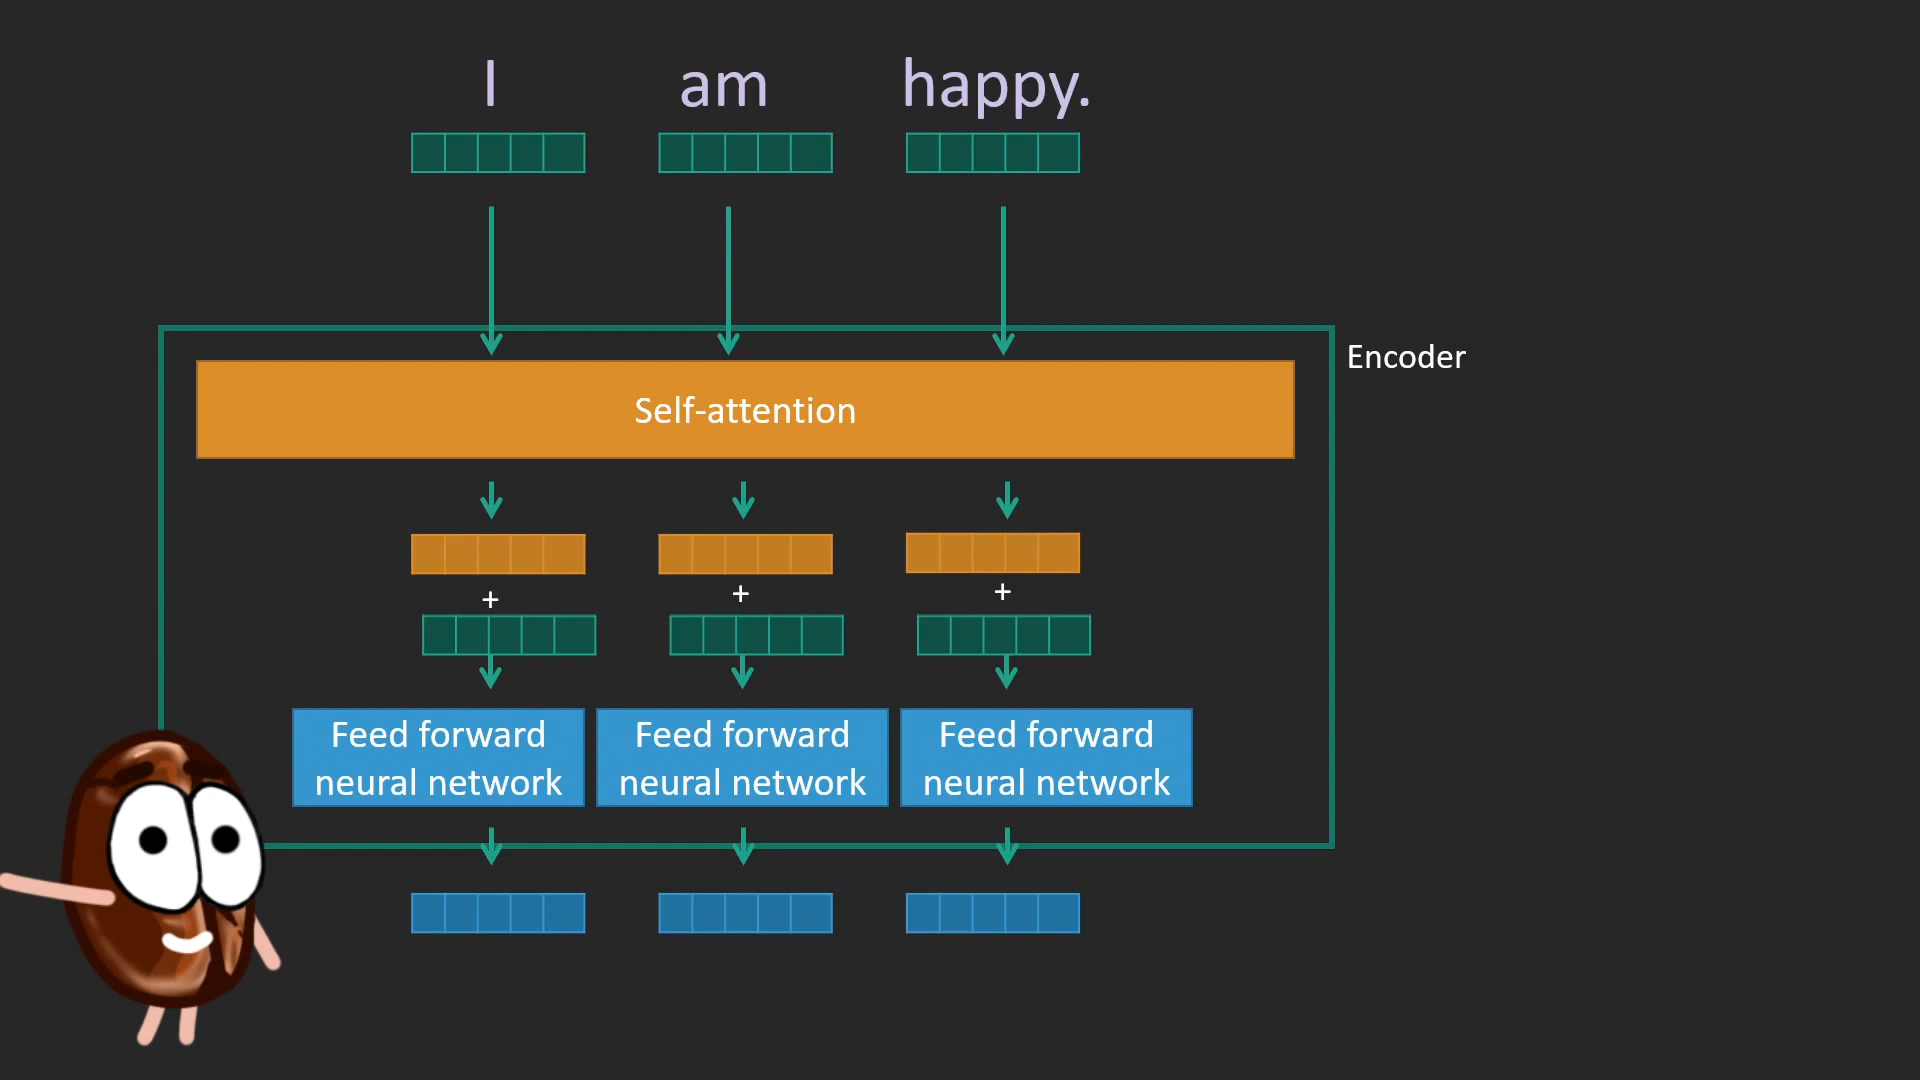 I am happy.
Encoder
Self-attention
+ + +
Feed forward
neural network
Feed forward
neural network
Feed forward
neural network